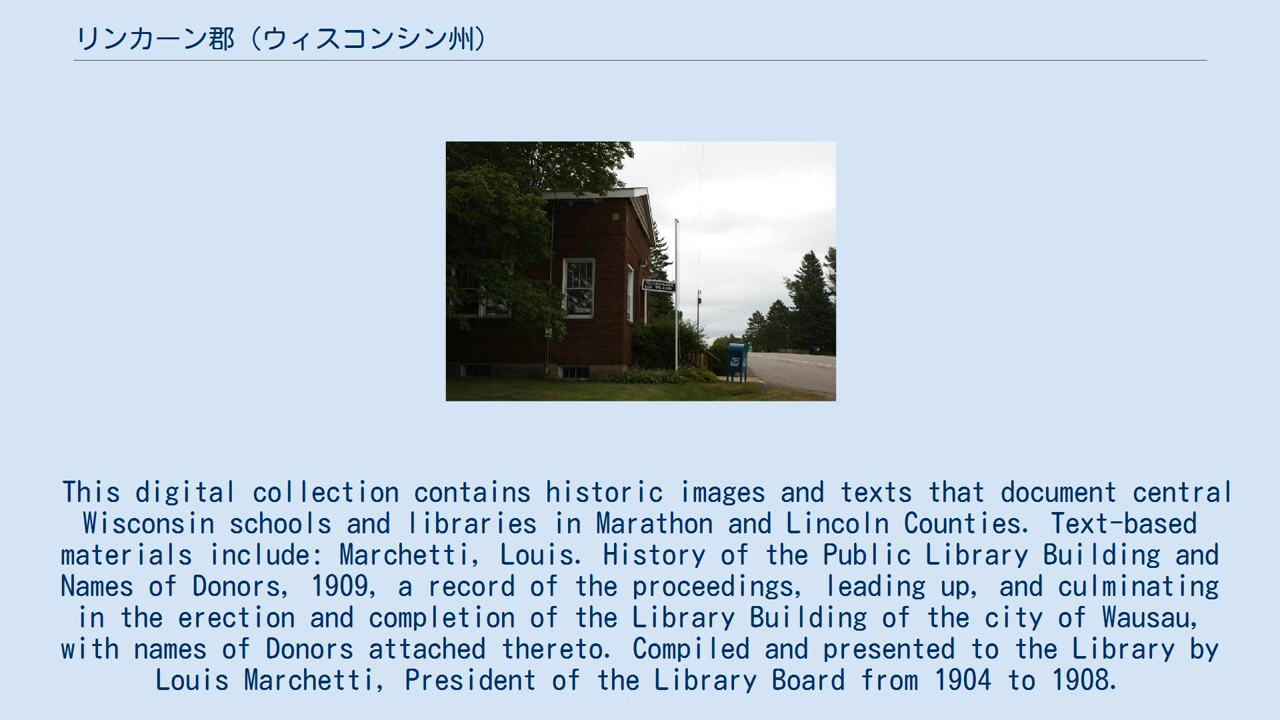 リンカーン郡（ウィスコンシン州）
This digital collection contains historic images and texts that document central
Wisconsin schools and libraries in Marathon and Lincoln Counties. Text-based
materials include: Marchetti, Louis. History of the Public Library Building and
Names of Donors, 1909, a record of the proceedings, leading up, and culminating
in the erection and completion of the Library Building of the city of Wausau,
with names of Donors attached thereto. Compiled and presented to the Library by
Louis Marchetti, President of the Library Board from 1904 to 1908.